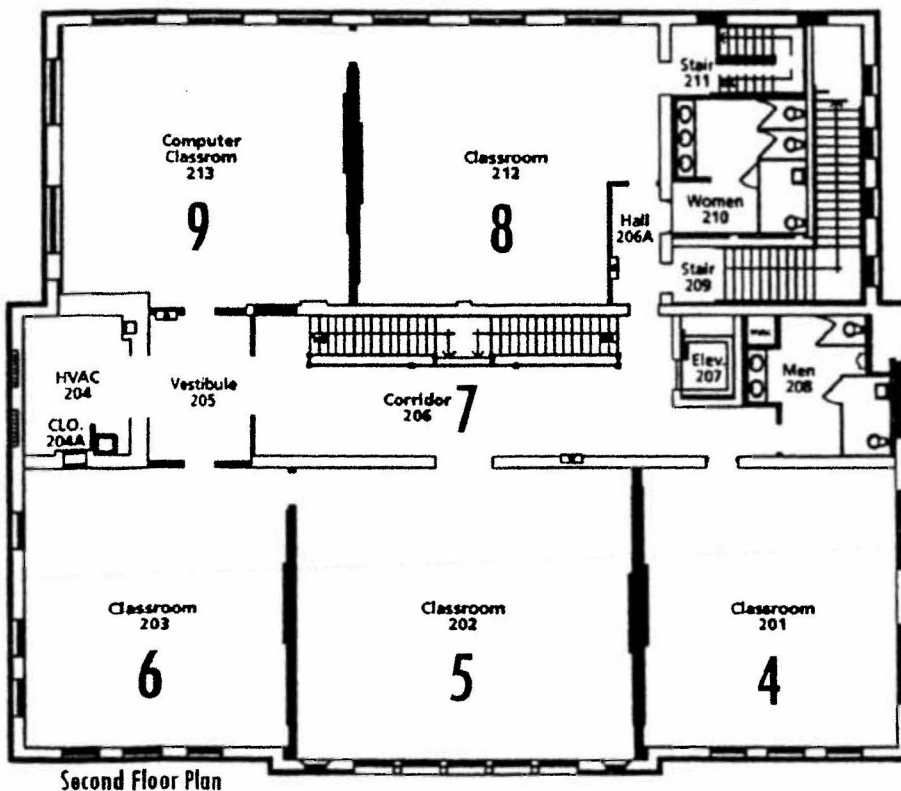 Stair
211
Computer
Classrom
213
9
Classroom
212
8
Women
210
Hall
206A
Stair
209
HVAC
204
CLO.
204A
Vestibule
205
Corridor
206
7
Elev.
207
Men
208
Classroom
203
6
Classroom
202
5
Classroom
201
4
Second Floor Plan